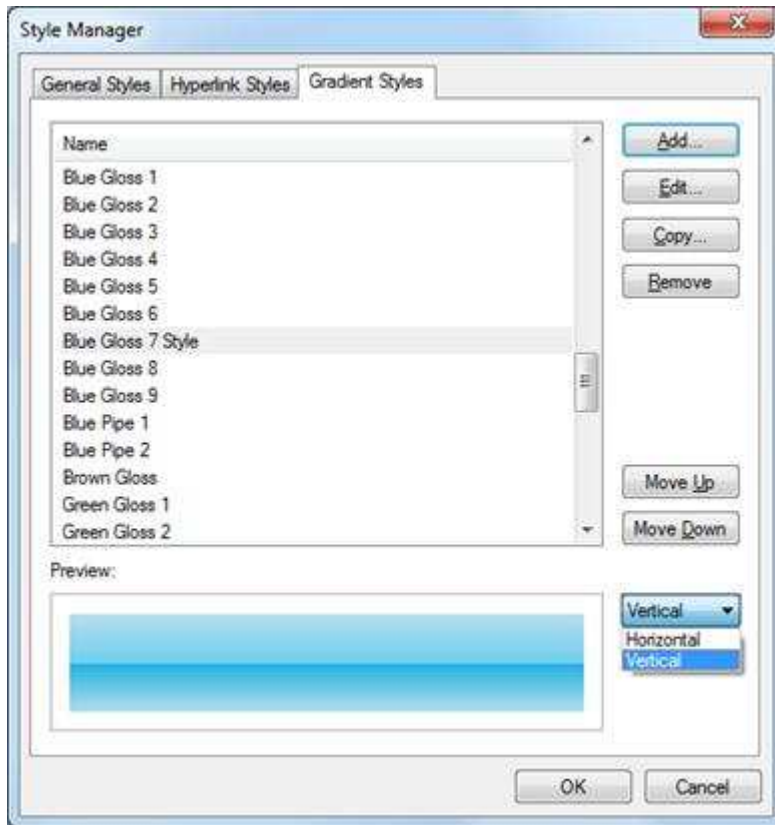 Style Manager
General Styles
Hyperlink Styles
Gradient Styles
Name
Blue Gloss 1
Blue Gloss 2
Blue Gloss 3
Blue Gloss 4
Blue Gloss 5
Blue Gloss 6
Blue Gloss 7 Style
Blue Gloss 8
Blue Gloss 9
Blue Pipe 1
Blue Pipe 2
Brown Gloss
Green Gloss 1
Green Gloss 2
Add...
Edit...
Copy...
Remove
Move Up
Move Down
Preview:
Vertical
Horizontal
Vertical
OK
Cancel